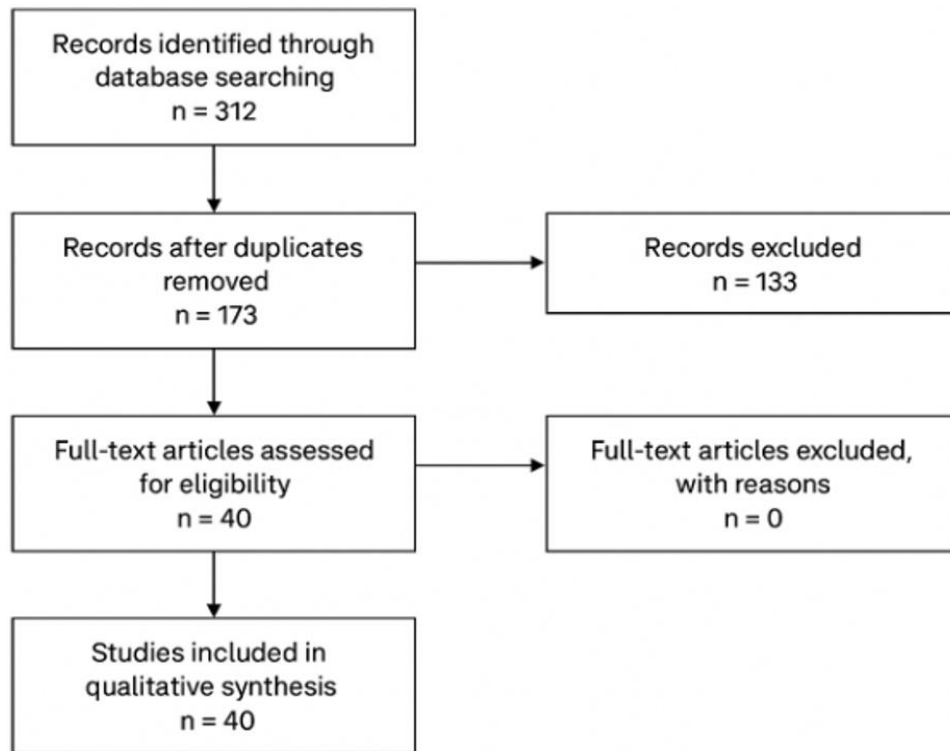 Records identified through
database searching
n = 312
Records after duplicates
removed
n = 173
Records excluded
n = 133
Full-text articles assessed
for eligibility
n = 40
Full-text articles excluded,
with reasons
n = 0
Studies included in
qualitative synthesis
n = 40